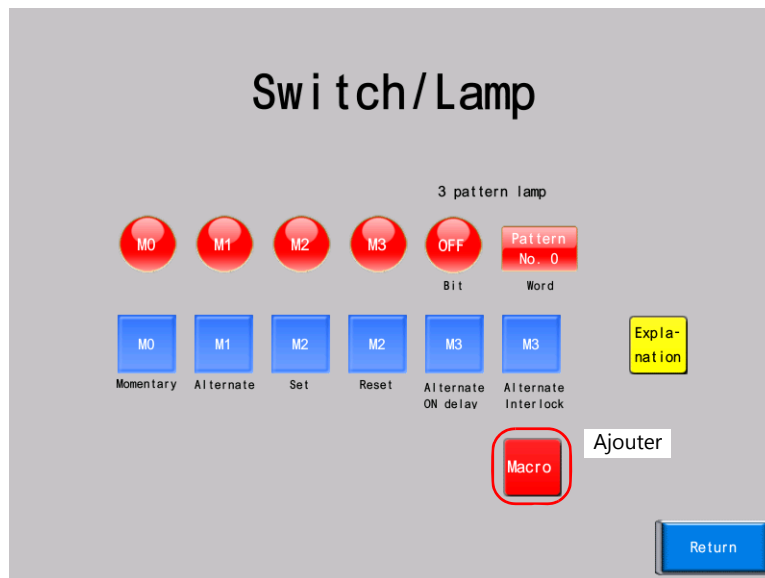 Switch/Lamp
3 pattern lamp
M0
M1
M2
M3
OFF
Pattern
No. 0
Bit
Word
M0
M1
M2
M2
M3
M3
Expla-
nation
Momentary
Alternate
Set
Reset
Alternate
ON delay
Alternate
Interlock
Macro
Ajouter
Return